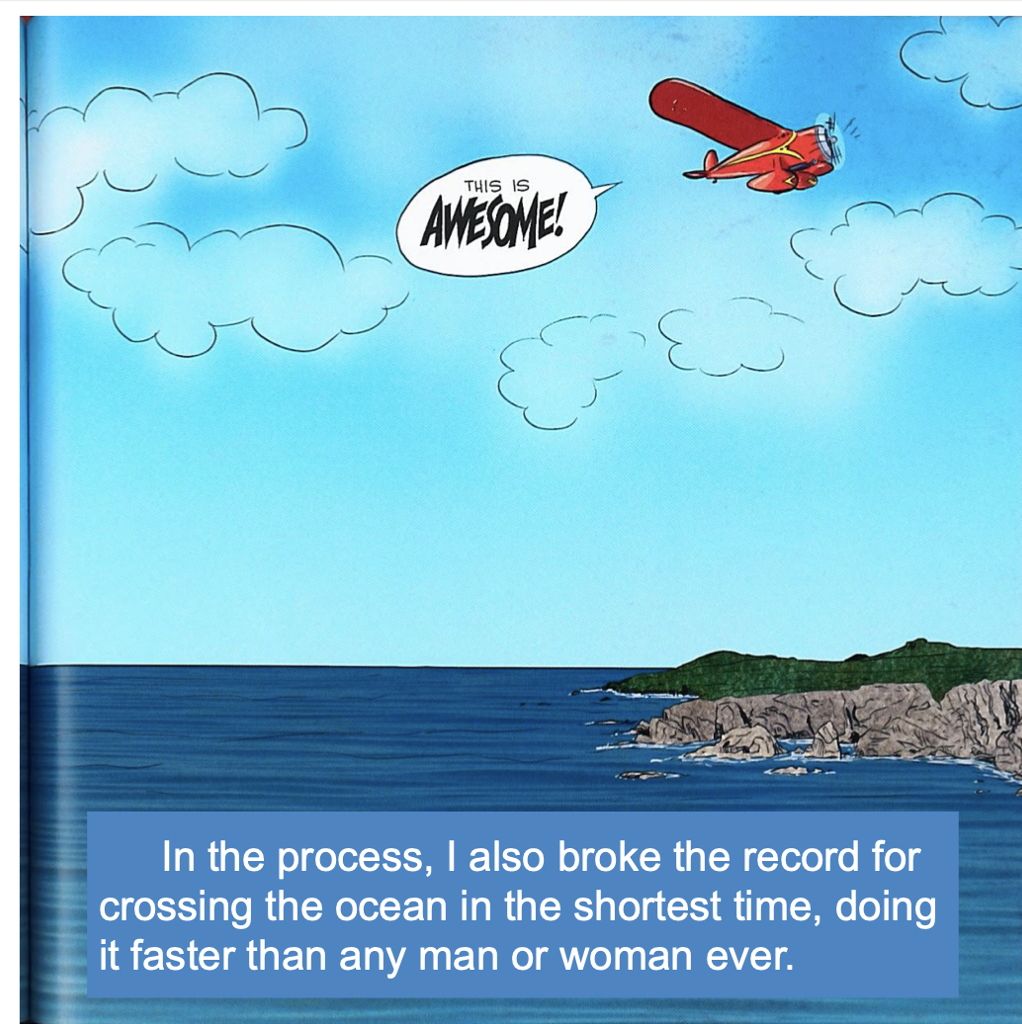 THIS IS
AWESOME!
In the process, I also broke the record for
crossing the ocean in the shortest time, doing
it faster than any man or woman ever.